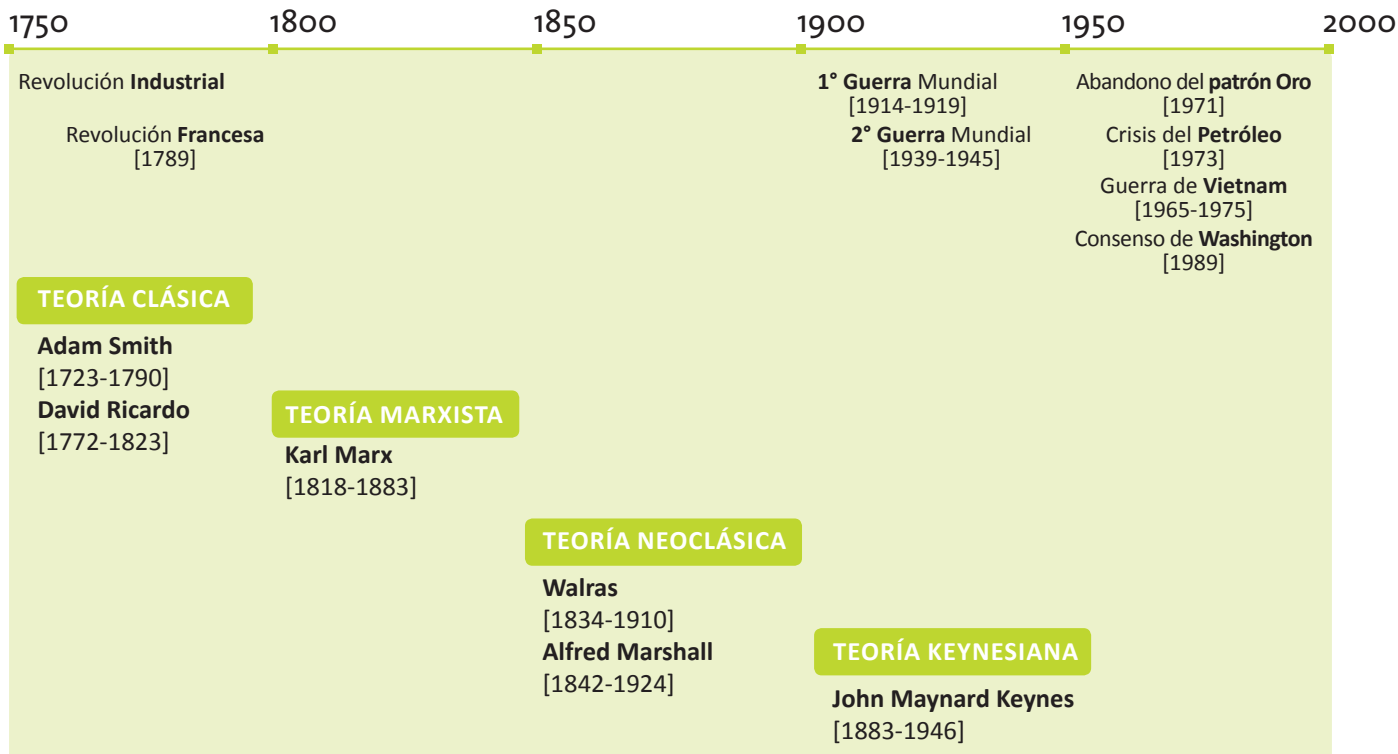 1750 1800 1850 1900 1950 2000
Revolución Industrial
Revolución Francesa
[1789]
1° Guerra Mundial
[1914-1919]
2° Guerra Mundial
[1939-1945]
Abandono del patrón Oro
[1971]
Crisis del Petróleo
[1973]
Guerra de Vietnam
[1965-1975]
Consenso de Washington
[1989]
TEORÍA CLÁSICA
Adam Smith
[1723-1790]
David Ricardo
[1772-1823]
TEORÍA MARXISTA
Karl Marx
[1818-1883]
TEORÍA NEOCLÁSICA
Walras
[1834-1910]
Alfred Marshall
[1842-1924]
TEORÍA KEYNESIANA
John Maynard Keynes
[1883-1946]